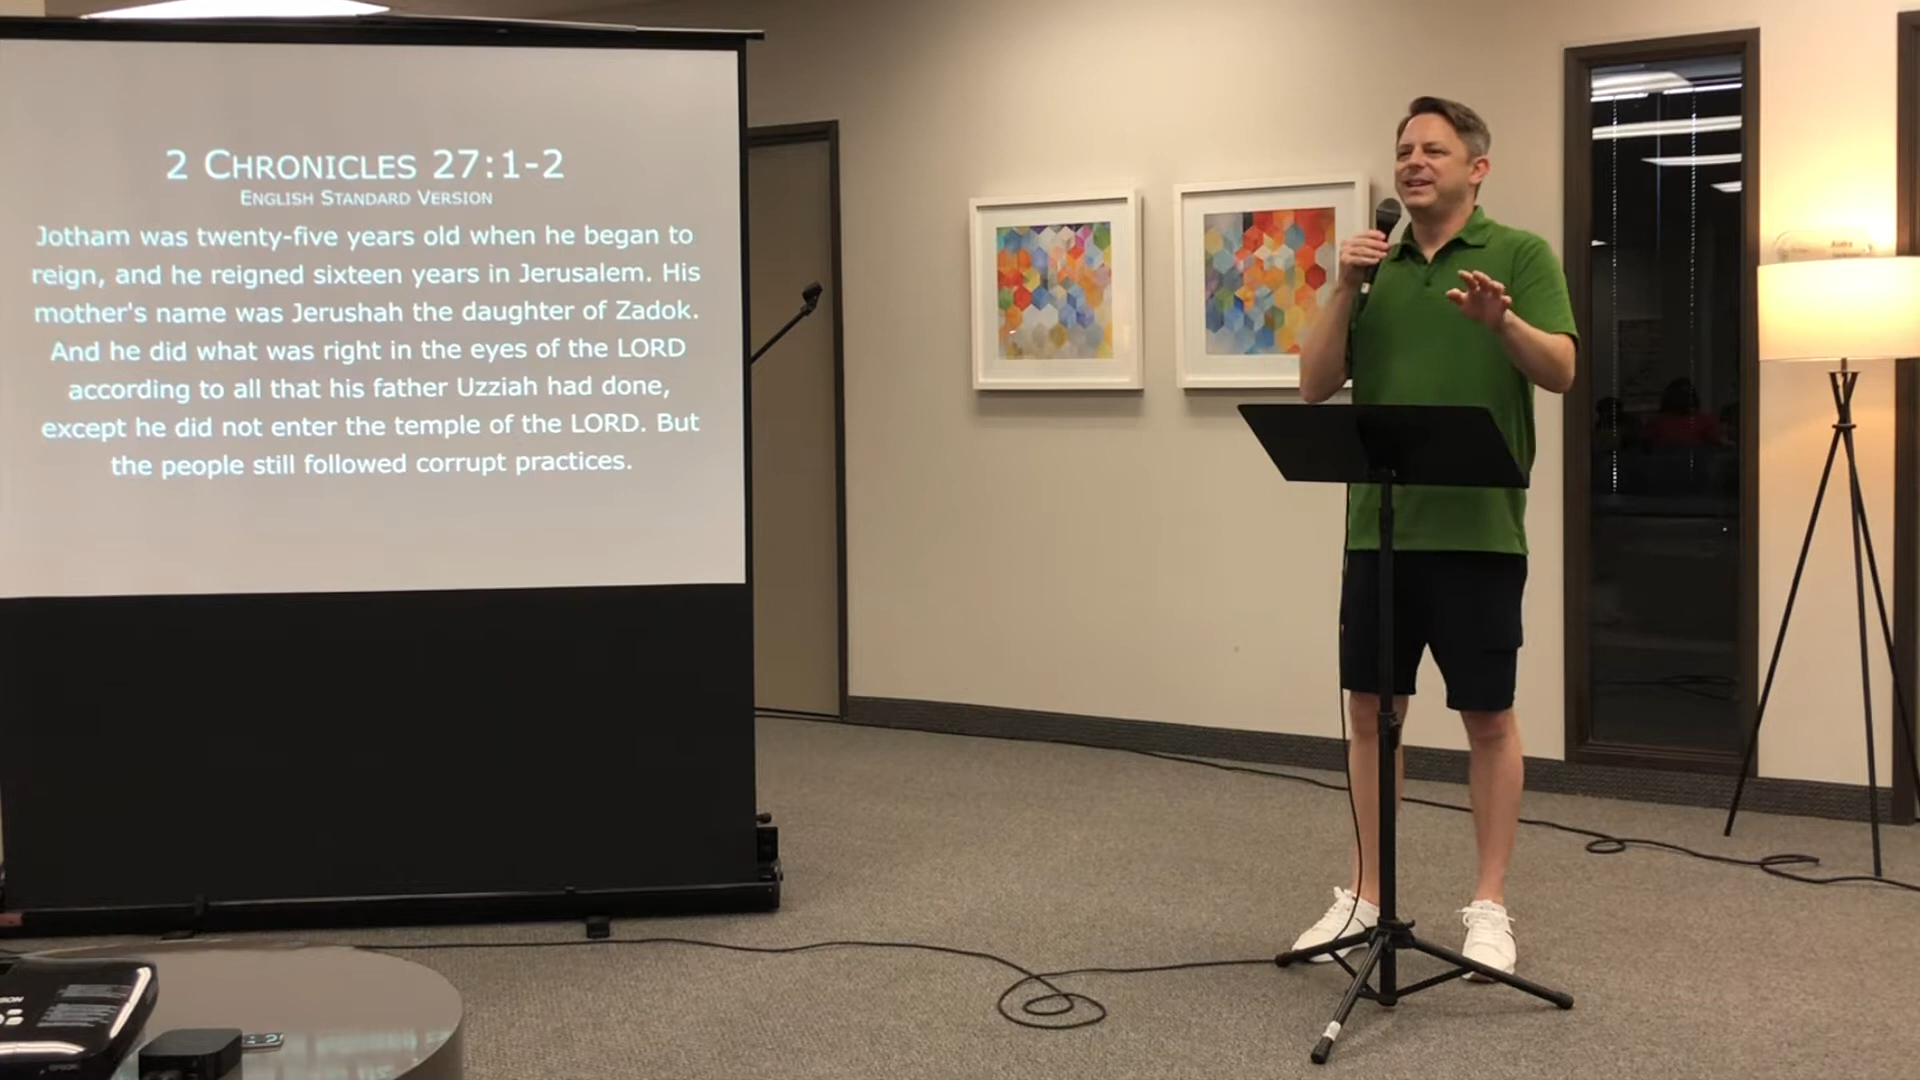 2 CHRONICLES 27:1-2
ENGLISH STANDARD VERSION
Jotham was twenty-five years old when he began to
reign, and he reigned sixteen years in Jerusalem. His
mother's name was Jerushah the daughter of Zadok.
And he did what was right in the eyes of the LORD
according to all that his father Uzziah had done,
except he did not enter the temple of the LORD. But
the people still followed corrupt practices.